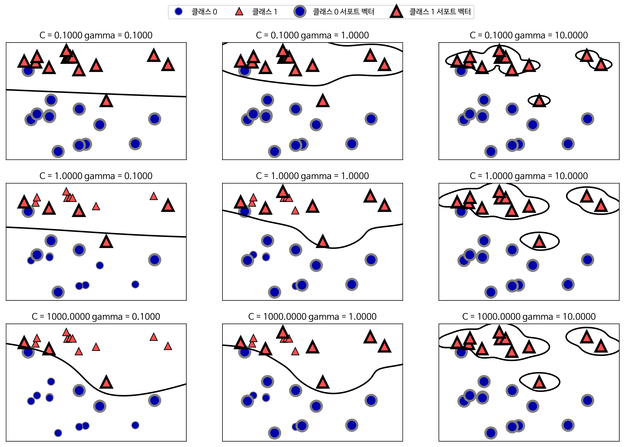 클래스 0 클래스 1 클래스 0 서포트 벡터 클래스 1 서포트 벡터
C = 0.1000 gamma = 0.1000 C = 0.1000 gamma = 1.0000 C = 0.1000 gamma = 10.0000
C = 1.0000 gamma = 0.1000 C = 1.0000 gamma = 1.0000 C = 1.0000 gamma = 10.0000
C = 1000.0000 gamma = 0.1000 C = 1000.0000 gamma = 1.0000 C = 1000.0000 gamma = 10.0000